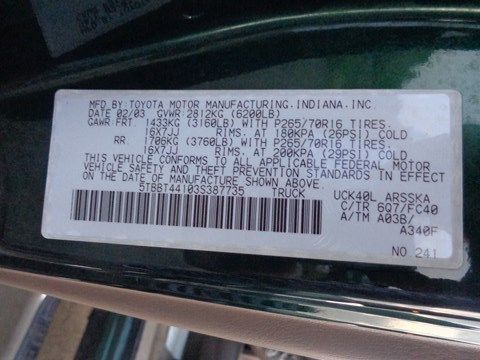 MFD.BY:TOYOTA MOTOR MANUFACTURING.INDIANA.INC.
DATE 02/03 GVWR:2812KG (6200LB)
GAWR FRT. 1433KG (3160LB) WITH P265/70R16 TIRES.
16X7JJ RIMS. AT 180KPA (26PSI) COLD
RR 1706KG (3760LB) WITH P265/70R16 TIRES.
16X7JJ RIMS. AT 200KPA (29PSI) COLD
THIS VEHICLE CONFORMS TO ALL APPLICABLE FEDERAL MOTOR
VEHICLE SAFETY AND THEFT PREVENTION STANDARDS IN EFFECT
ON THE DATE OF MANUFACTURE SHOWN ABOVE.
5TBBT44103S387735 TRUCK
UCK40L ARSSKA
C/TR 6Q7/FC40
A/TM A03B/
A340F
NO 241